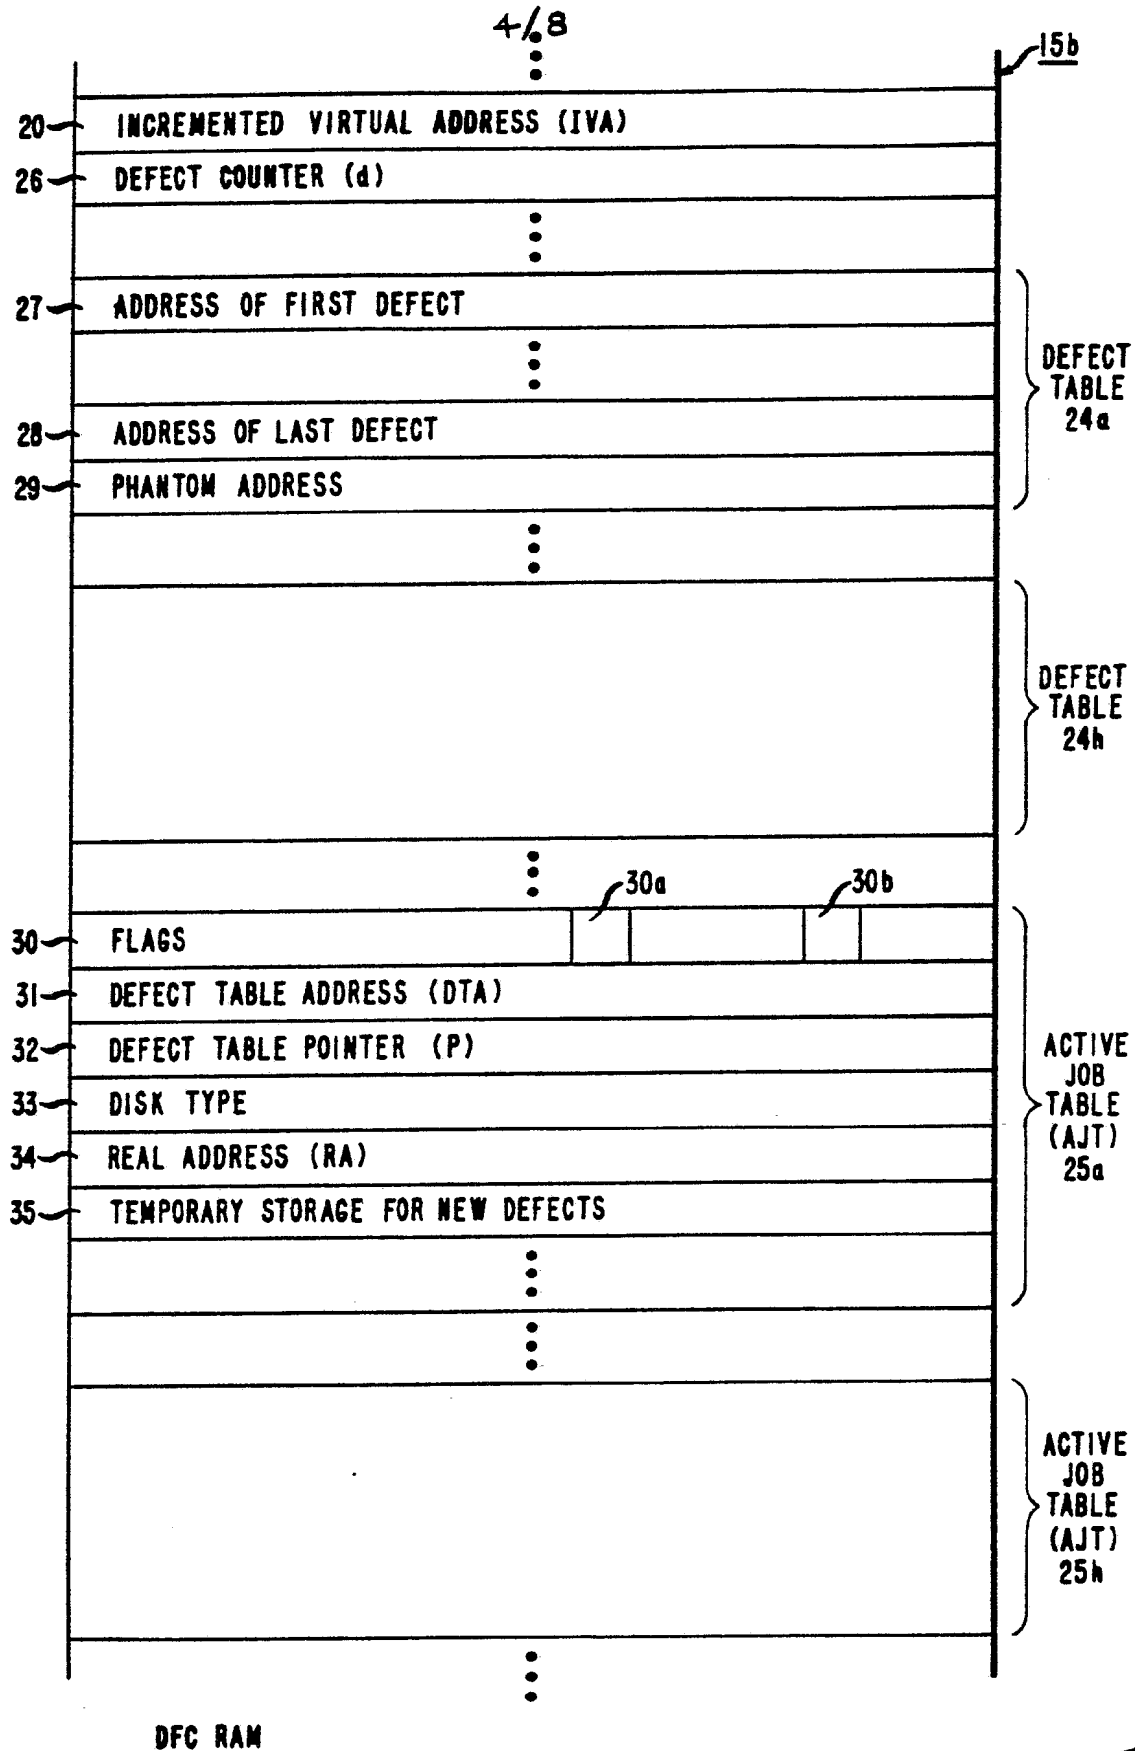 4/8
15b
20 INCREMENTED VIRTUAL ADDRESS (IVA)
26 DEFECT COUNTER (d)
27 ADDRESS OF FIRST DEFECT
DEFECT
TABLE
24a
28 ADDRESS OF LAST DEFECT
29 PHANTOM ADDRESS
DEFECT
TABLE
24h
30a
30b
30 FLAGS
31 DEFECT TABLE ADDRESS (DTA)
32 DEFECT TABLE POINTER (P)
33 DISK TYPE
34 REAL ADDRESS (RA)
35 TEMPORARY STORAGE FOR NEW DEFECTS
ACTIVE
JOB
TABLE
(AJT)
25a
ACTIVE
JOB
TABLE
(AJT)
25h
DFC RAM